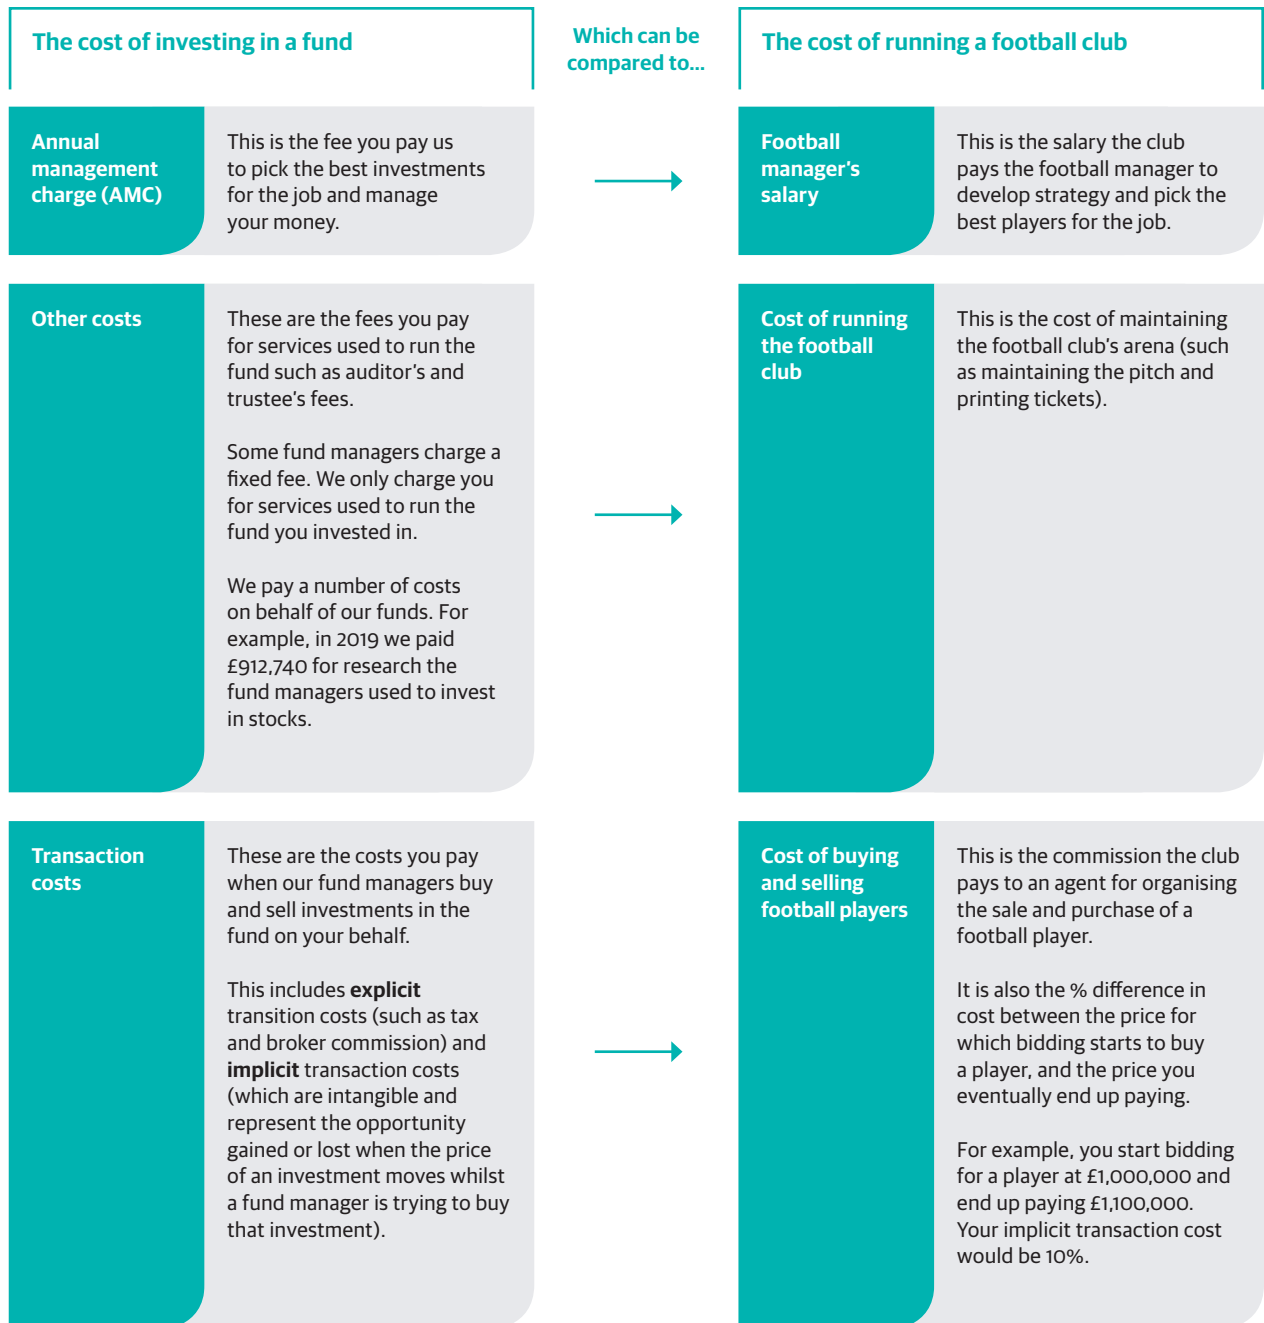 The cost of investing in a fund
Which can be
compared to...
The cost of running a football club
Annual
management
charge (AMC)
This is the fee you pay us
to pick the best investments
for the job and manage
your money.
Football
manager's
salary
This is the salary the club
pays the football manager to
develop strategy and pick the
best players for the job.
Other costs
These are the fees you pay
for services used to run the
fund such as auditor's and
trustee's fees.
Some fund managers charge a
fixed fee. We only charge you
for services used to run the
fund you invested in.
We pay a number of costs
on behalf of our funds. For
example, in 2019 we paid
£912,740 for research the
fund managers used to invest
in stocks.
Cost of running
the football
club
This is the cost of maintaining
the football club's arena (such
as maintaining the pitch and
printing tickets).
Transaction
costs
These are the costs you pay
when our fund managers buy
and sell investments in the
fund on your behalf.
This includes explicit
transition costs (such as tax
and broker commission) and
implicit transaction costs
(which are intangible and
represent the opportunity
gained or lost when the price
of an investment moves whilst
a fund manager is trying to buy
that investment).
Cost of buying
and selling
football players
This is the commission the club
pays to an agent for organising
the sale and purchase of a
football player.
It is also the % difference in
cost between the price for
which bidding starts to buy
a player, and the price you
eventually end up paying.
For example, you start bidding
for a player at £1,000,000 and
end up paying £1,100,000.
Your implicit transaction cost
would be 10%.